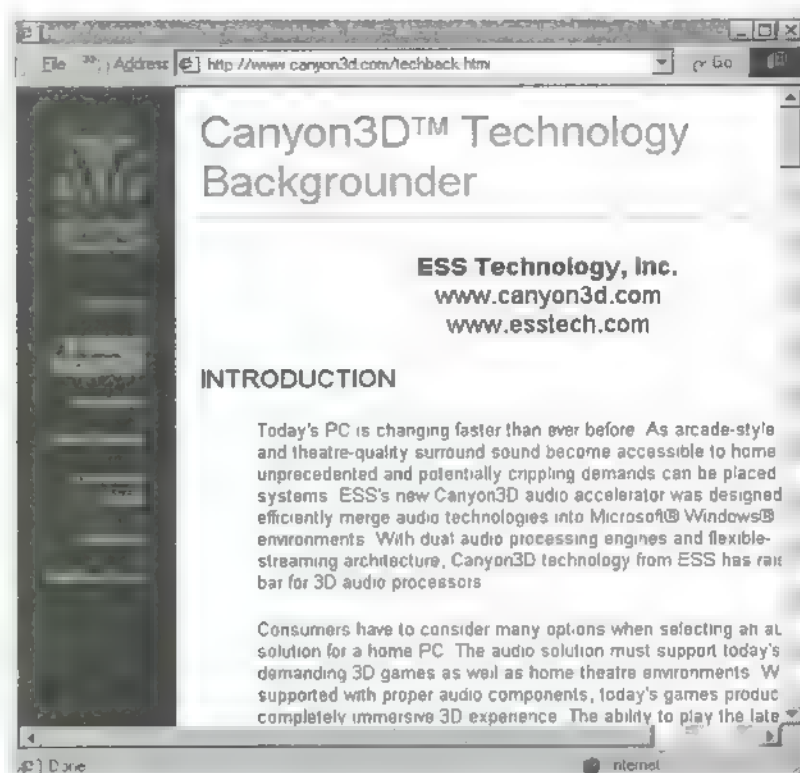 File Address http://www.canyon3d.com/techback.html Go
Canyon3D™ Technology
Backgrounder
ESS Technology, Inc.
www.canyon3d.com
www.esstech.com
INTRODUCTION
Today's PC is changing faster than ever before. As arcade-style
and theatre-quality surround sound become accessible to home
unprecedented and potentially crippling demands can be placed
systems. ESS's new Canyon3D audio accelerator was designed
efficiently merge audio technologies into Microsoft® Windows®
environments. With dual audio processing engines and flexible-
streaming architecture, Canyon3D technology from ESS has rais
bar for 3D audio processors.
Consumers have to consider many options when selecting an au
solution for a home PC. The audio solution must support today's
demanding 3D games as well as home theatre environments. W
supported with proper audio components, today's games produc
completely immersive 3D experience. The ability to play the late
Done Internet